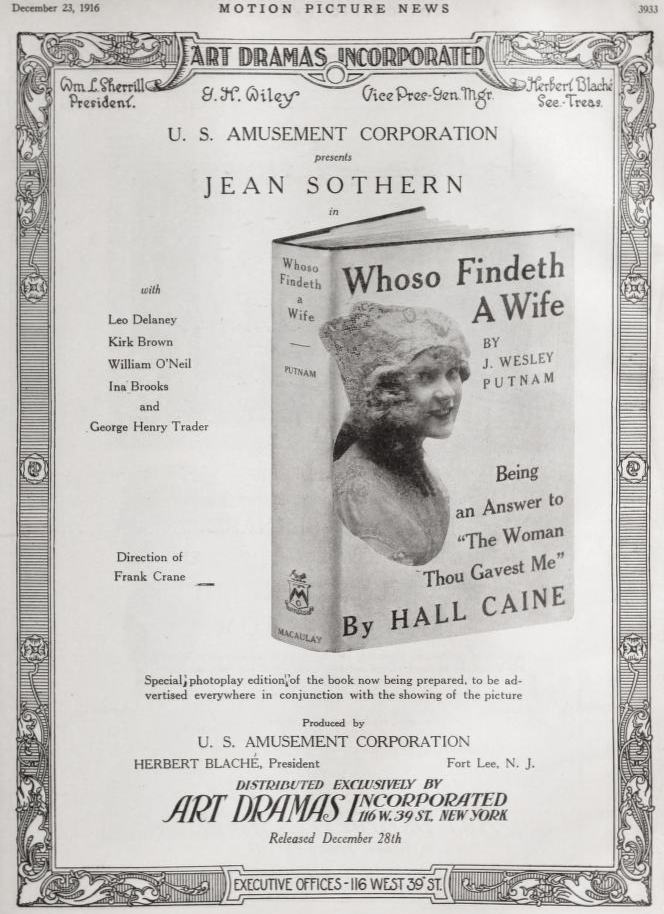 December 23, 1916
MOTION PICTURE NEWS
3933
ART DRAMAS INCORPORATED
Wm L. Sherrill
President.
G. H. Wiley
Vice Pres-Gen. Mgr.
Herbert Blaché
Sec.-Treas.
U. S. AMUSEMENT CORPORATION
presents
JEAN SOTHERN
in
with
Leo Delaney
Kirk Brown
William O'Neil
Ina Brooks
and
George Henry Trader
Direction of
Frank Crane
Whoso
Findeth
a
Wife
PUTNAM
MACAULAY
Whoso Findeth
A Wife
BY
J. WESLEY
PUTNAM
Being
an Answer to
"The Woman
Thou Gavest Me"
By HALL CAINE
Special photoplay edition of the book now being prepared, to be ad-
vertised everywhere in conjunction with the showing of the picture
Produced by
U. S. AMUSEMENT CORPORATION
HERBERT BLACHÉ, President
Fort Lee, N. J.
DISTRIBUTED EXCLUSIVELY BY
ART DRAMAS INCORPORATED
116 W. 39 ST. NEW YORK
Released December 28th
EXECUTIVE OFFICES - 116 WEST 39 ST.